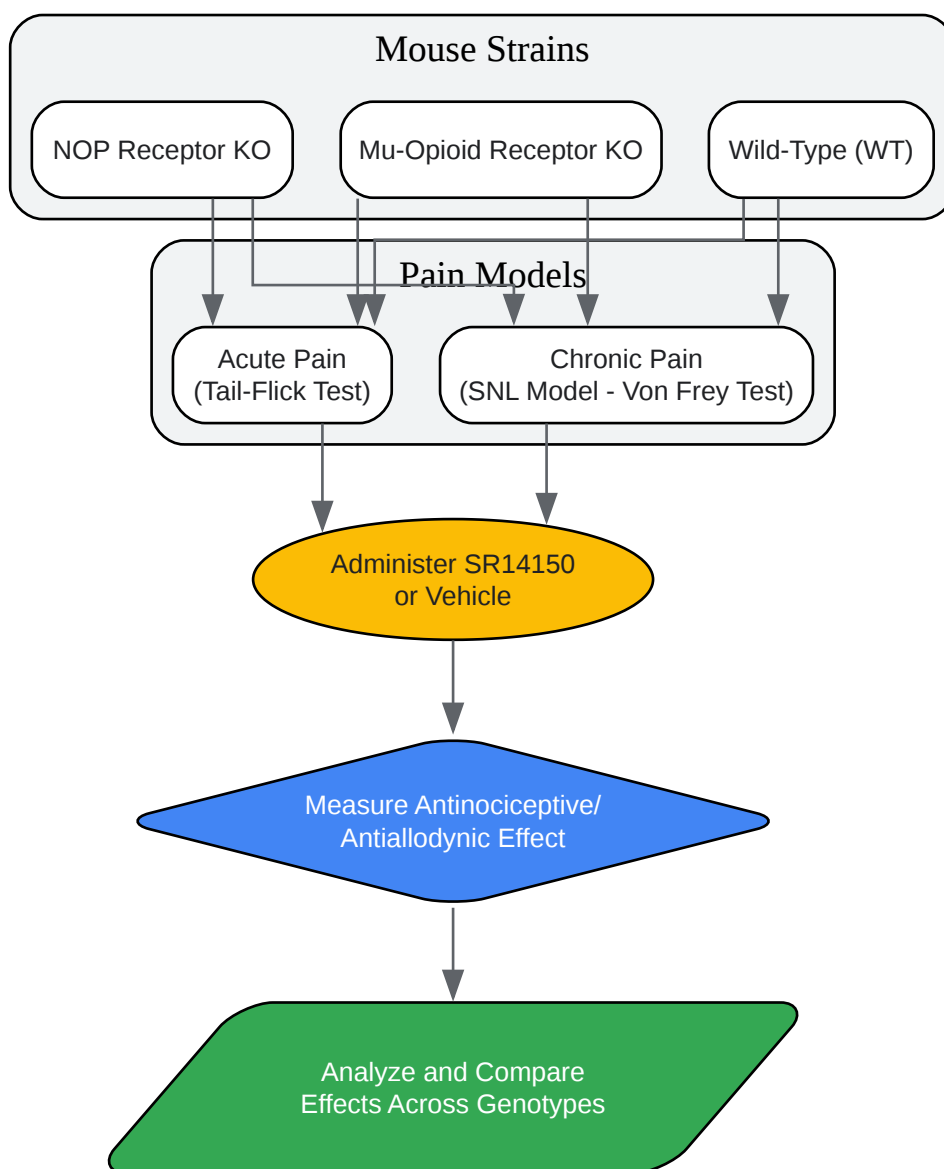 Mouse Strains
NOP Receptor KO
Mu-Opioid Receptor KO
Wild-Type (WT)
Pain Models
Acute Pain
(Tail-Flick Test)
Chronic Pain
(SNL Model - Von Frey Test)
Administer SR14150
or Vehicle
Measure Antinociceptive/
Antiallodynic Effect
Analyze and Compare
Effects Across Genotypes